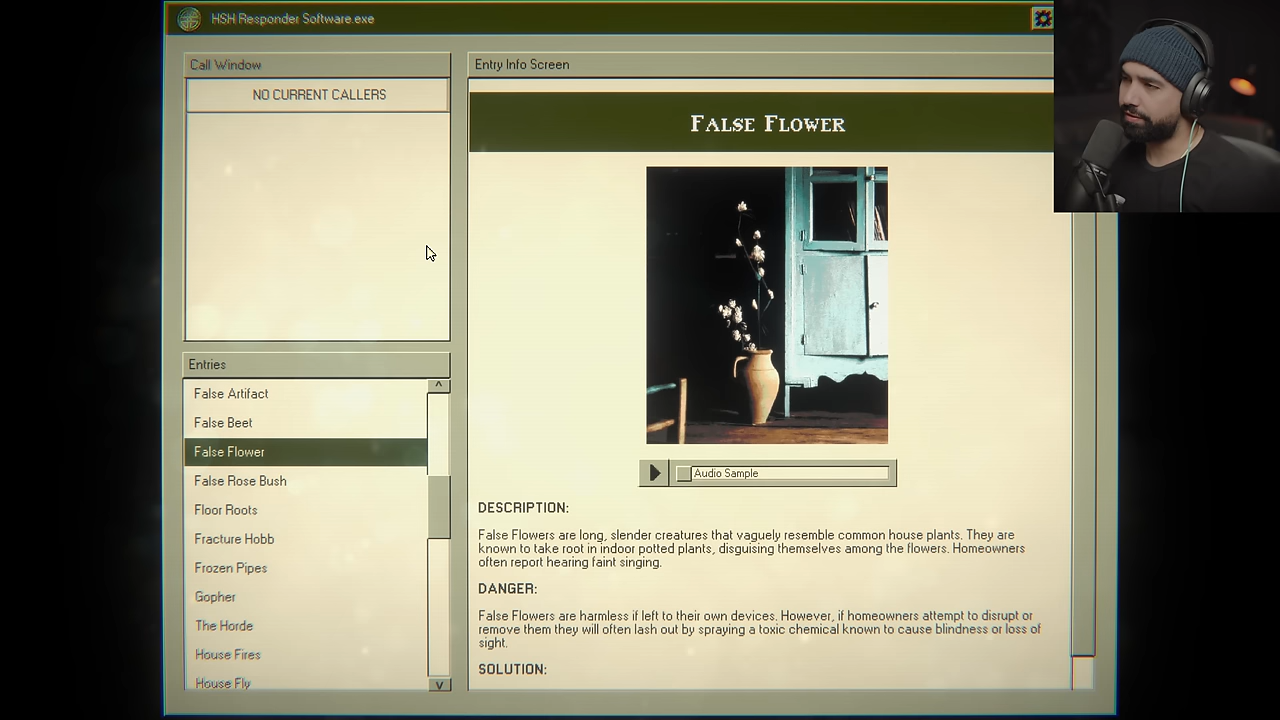 HSH Responder Software.exe
Call Window
NO CURRENT CALLERS
Entries
False Artifact
False Beet
False Flower
False Rose Bush
Floor Roots
Fracture Hobb
Frozen Pipes
Gopher
The Horde
House Fires
House Fly
Entry Info Screen
FALSE FLOWER
Audio Sample
DESCRIPTION:
False Flowers are long, slender creatures that vaguely resemble common house plants. They are
known to take root in indoor potted plants, disguising themselves among the flowers. Homeowners
often report hearing faint singing.
DANGER:
False Flowers are harmless if left to their own devices. However, if homeowners attempt to disrupt or
remove them they will often lash out by spraying a toxic chemical known to cause blindness or loss of
sight.
SOLUTION: